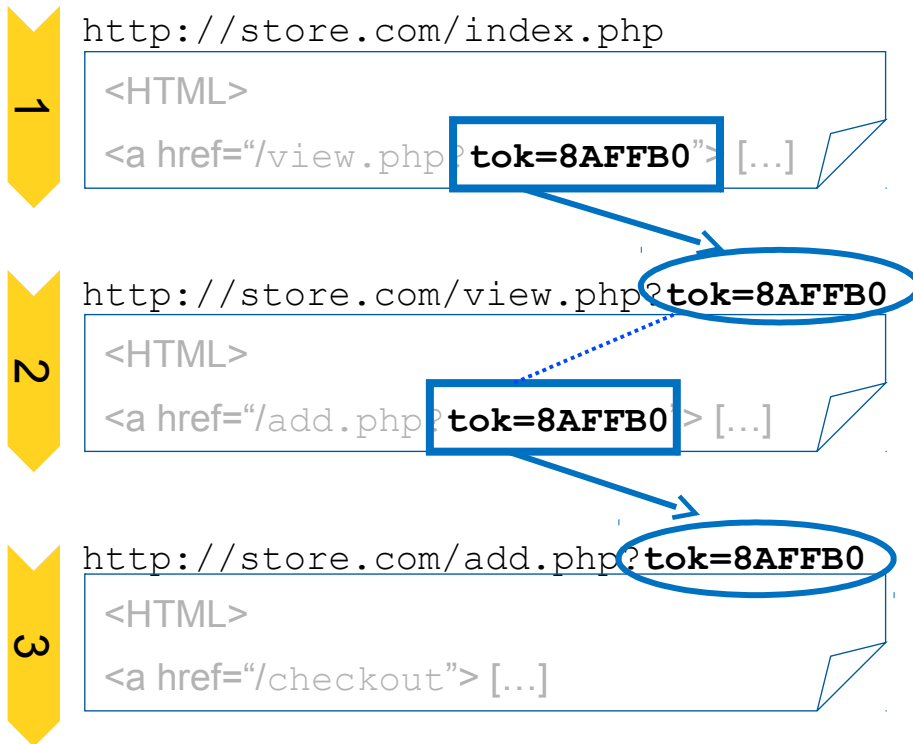 1
http://store.com/index.php
<HTML>
<a href=“/view.php?tok=8AFFB0”> […]
2
http://store.com/view.php?tok=8AFFB0
<HTML>
<a href=“/add.php?tok=8AFFB0”> […]
3
http://store.com/add.php?tok=8AFFB0
<HTML>
<a href=“/checkout”> […]